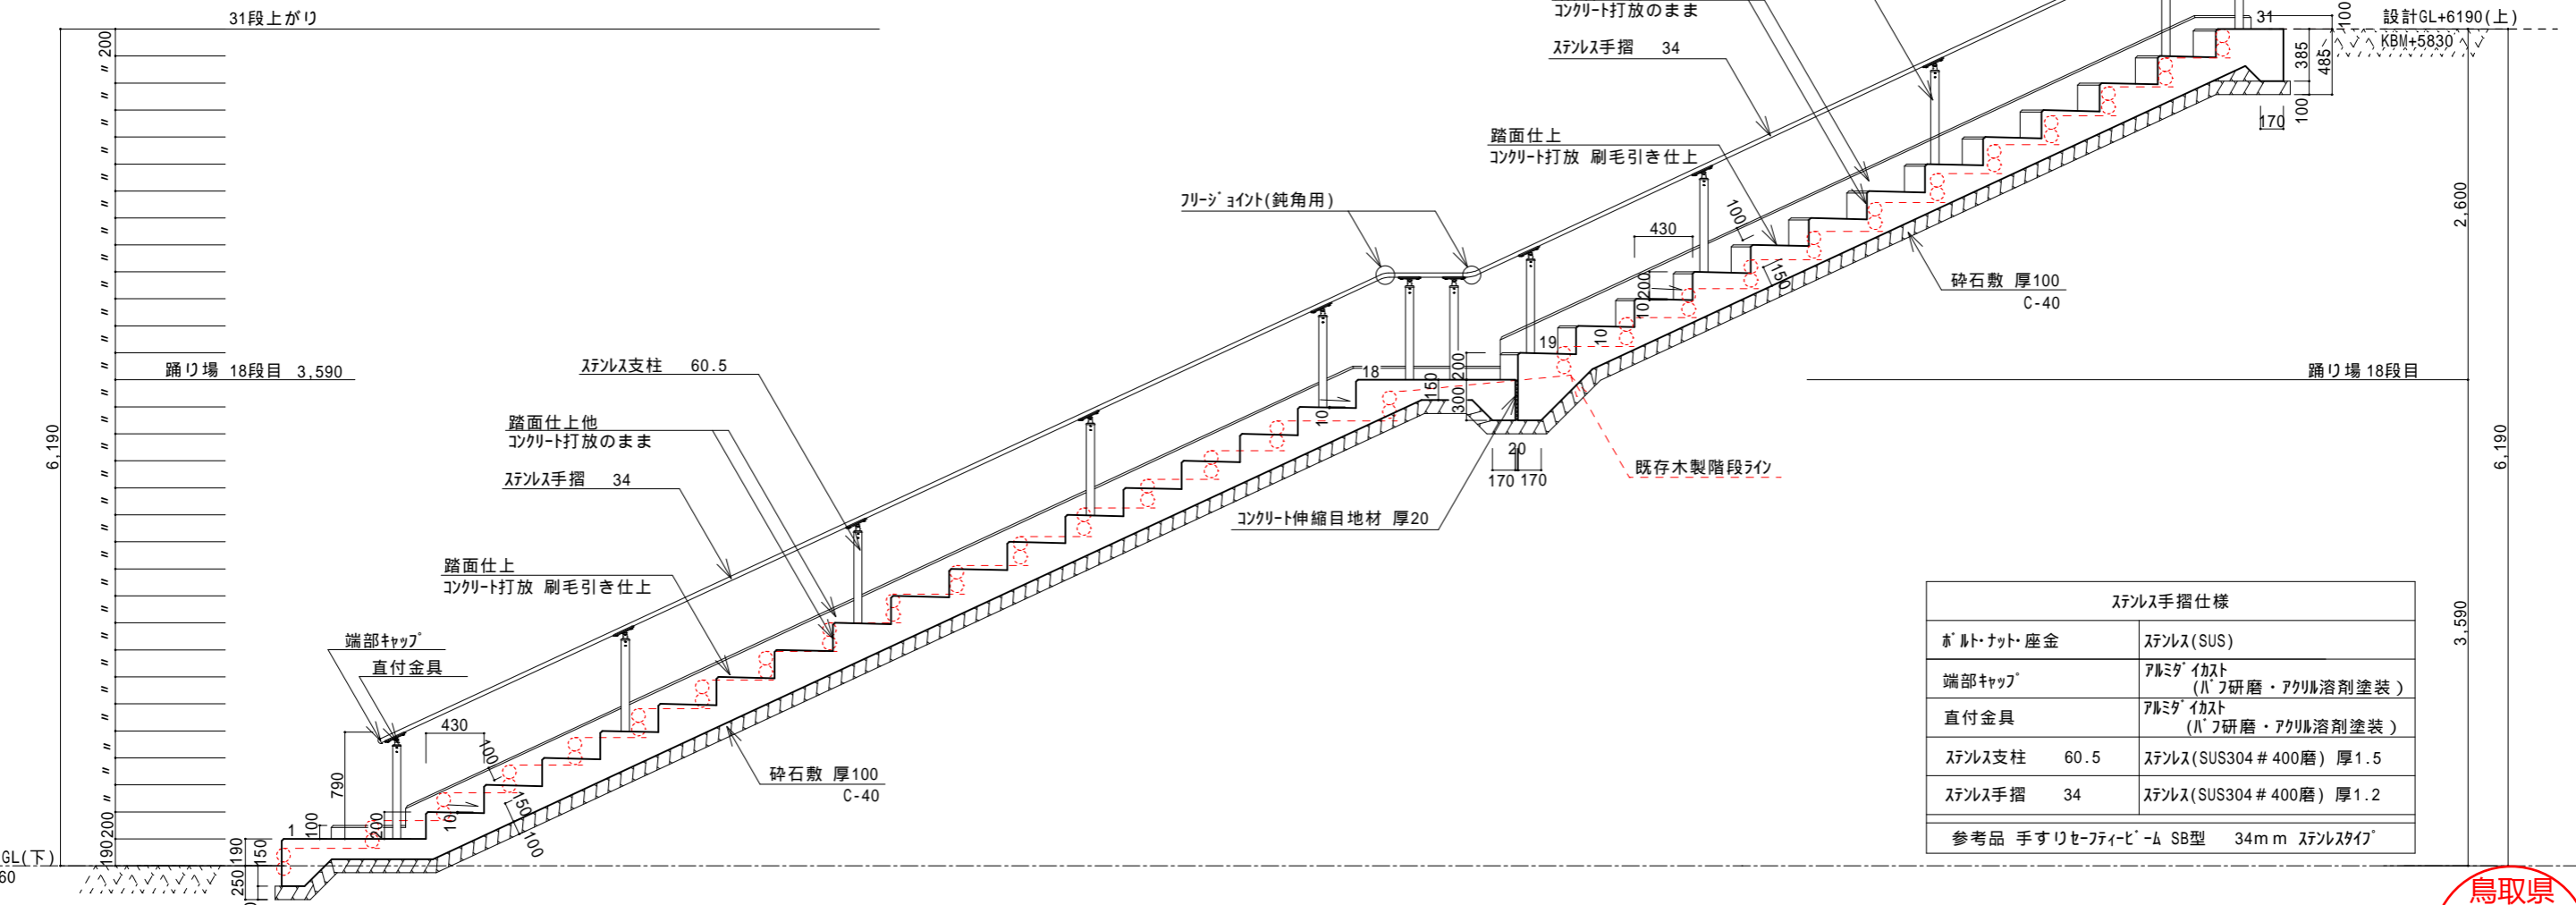 31段上がり
コンクリート打放のまま
ステンレス手摺 34
31
100
設計GL+6190(上)
KBM+5830
385
485
100
170
200
〃
踏面仕上
コンクリート打放 刷毛引き仕上
フリージョイント(鈍角用)
100
430
200
10
10
150
2,600
砕石敷 厚100
C-40
19
踊り場 18段目 3,590
ステンレス支柱 60.5
18
150
200
300
10
踊り場 18段目
踏面仕上他
コンクリート打放のまま
6,190
6,190
20
170 170
既存木製階段ライン
ステンレス手摺 34
コンクリート伸縮目地材 厚20
踏面仕上
コンクリート打放 刷毛引き仕上
端部キャップ
直付金具
430
100
790
200
10
150
100
砕石敷 厚100
C-40
1
100
190
200
190
150
250
GL(下)
60
3,590
ステンレス手摺仕様
ボルト・ナット・座金 ステンレス(SUS)
端部キャップ アルミダイカスト
(バフ研磨・アクリル溶剤塗装)
直付金具 アルミダイカスト
(バフ研磨・アクリル溶剤塗装)
ステンレス支柱 60.5 ステンレス(SUS304#400磨) 厚1.5
ステンレス手摺 34 ステンレス(SUS304#400磨) 厚1.2
参考品 手すりセーフティービーム SB型 34mm ステンレスタイプ
鳥取県